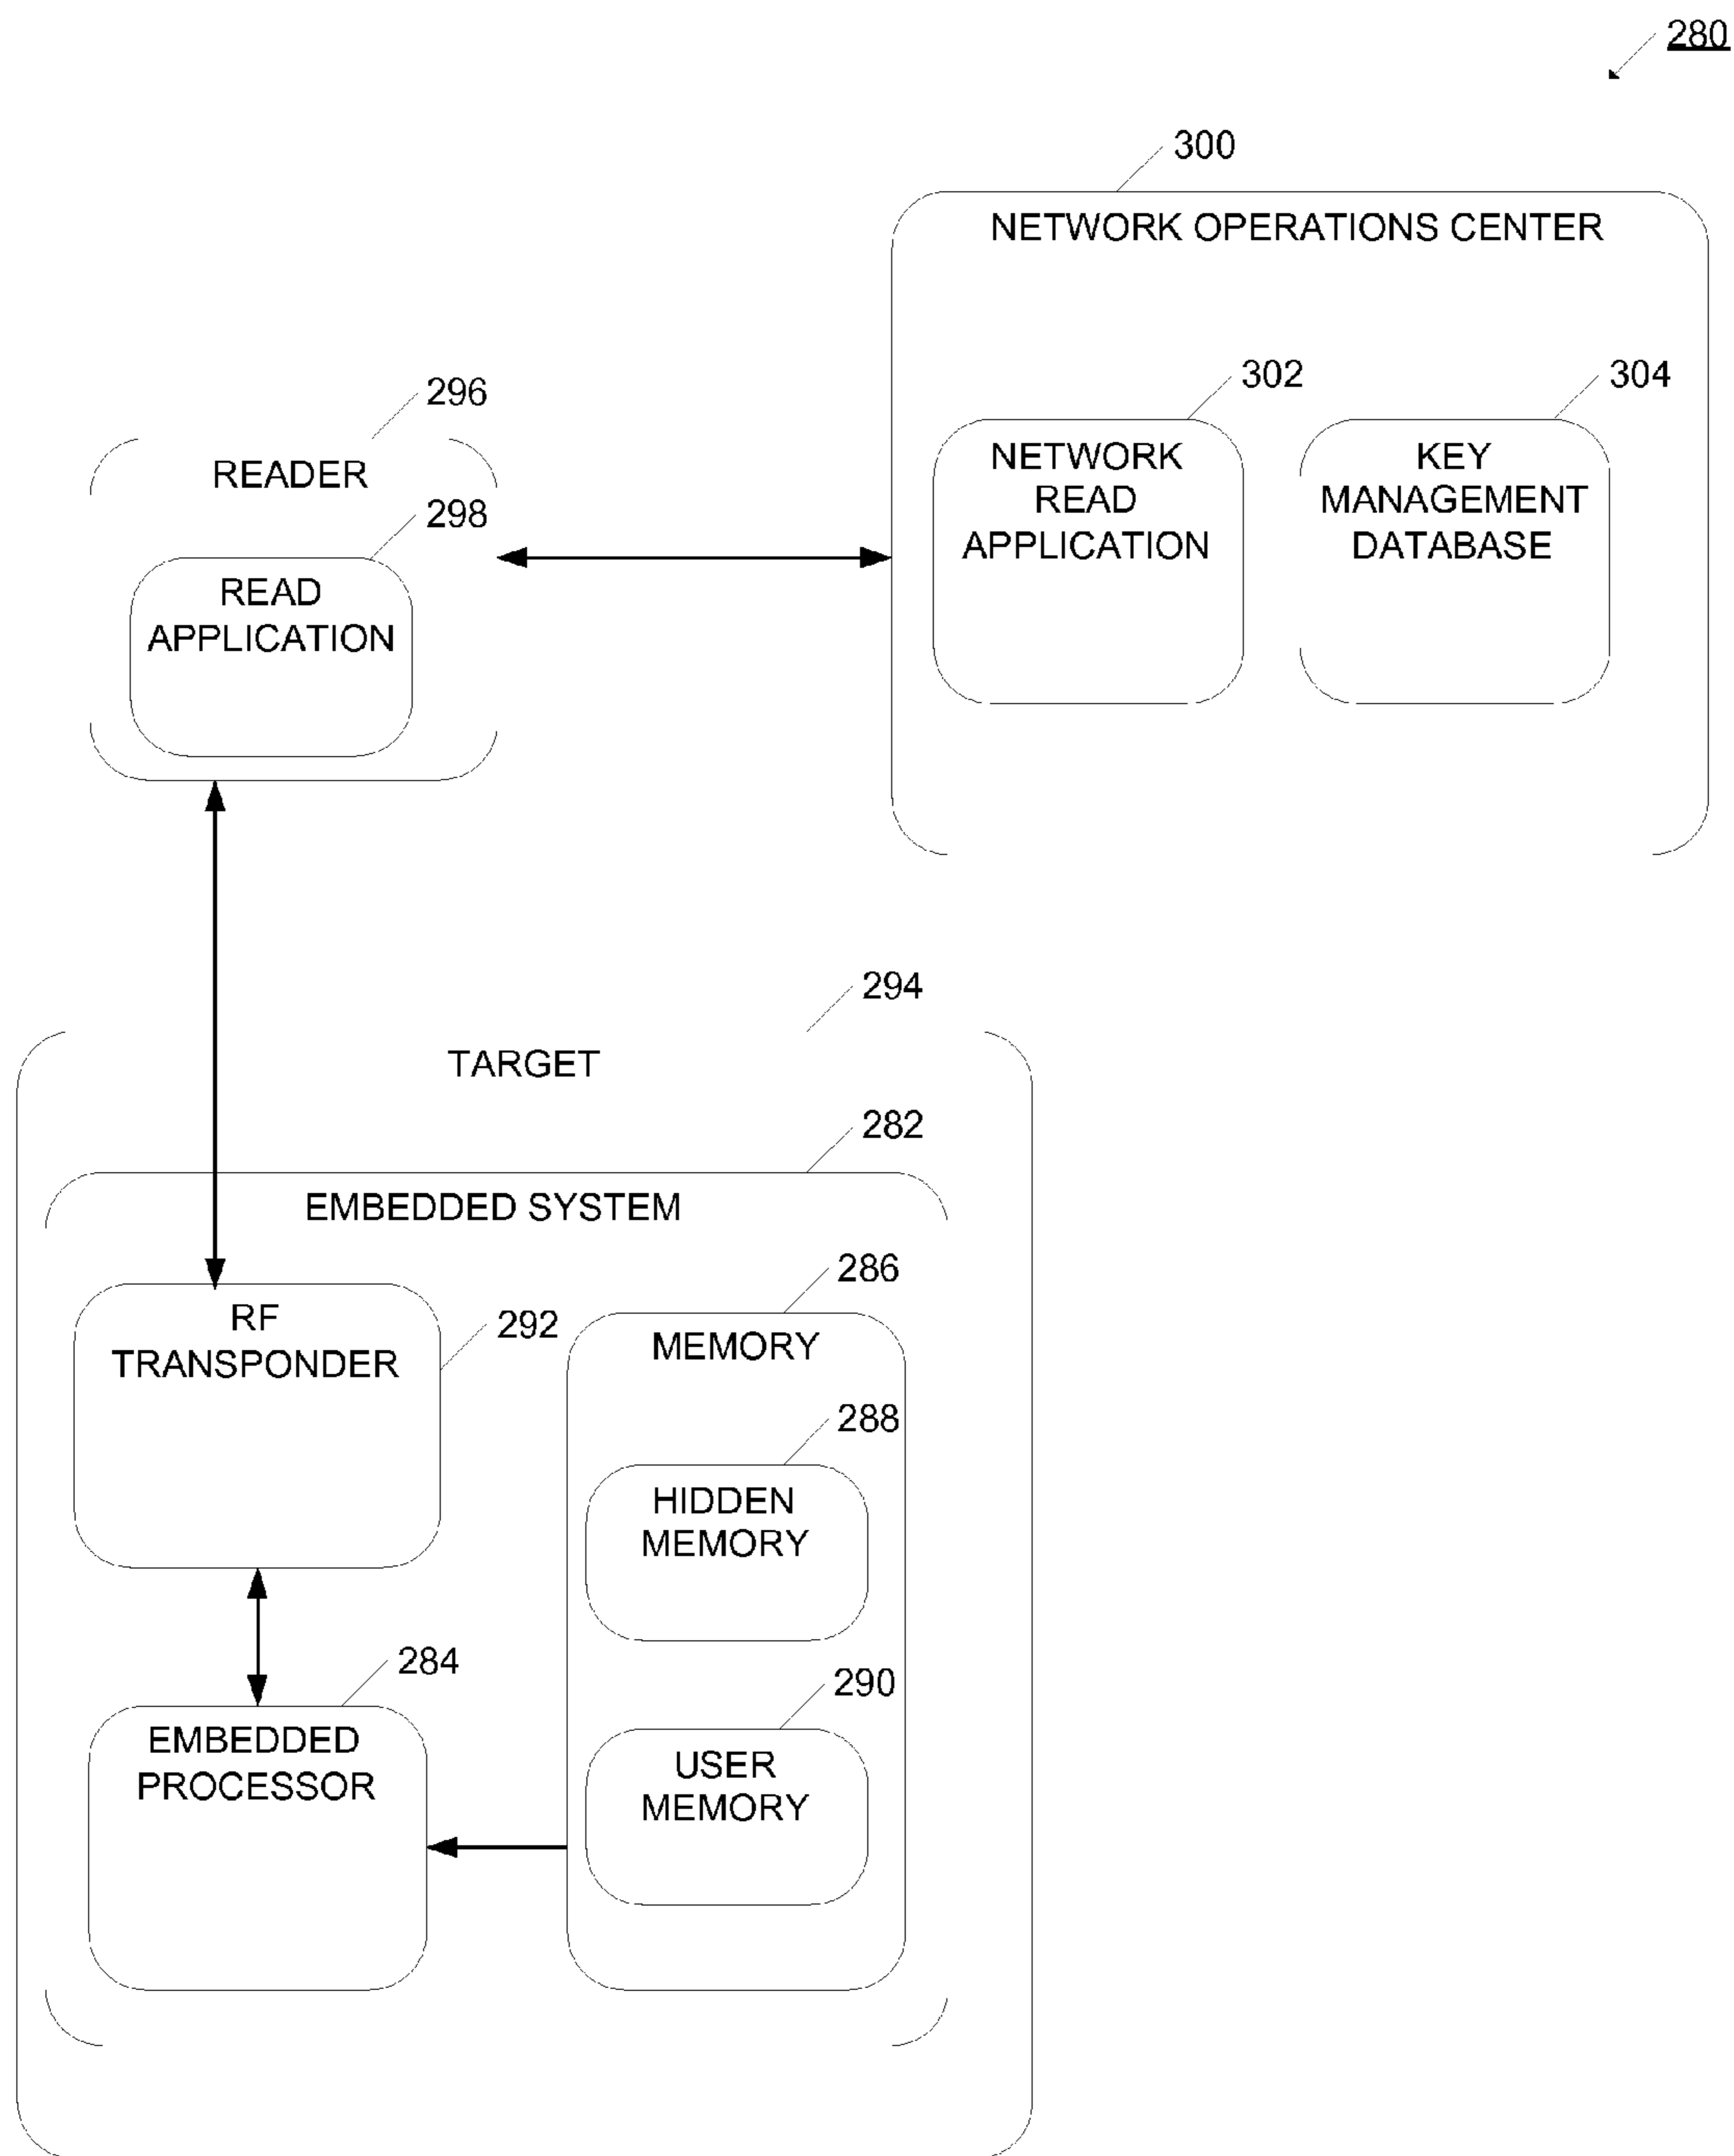 280
300
NETWORK OPERATIONS CENTER
302
304
NETWORK
READ
APPLICATION
KEY
MANAGEMENT
DATABASE
296
READER
298
READ
APPLICATION
294
TARGET
282
EMBEDDED SYSTEM
RF
TRANSPONDER
292
286
MEMORY
288
HIDDEN
MEMORY
284
EMBEDDED
PROCESSOR
290
USER
MEMORY